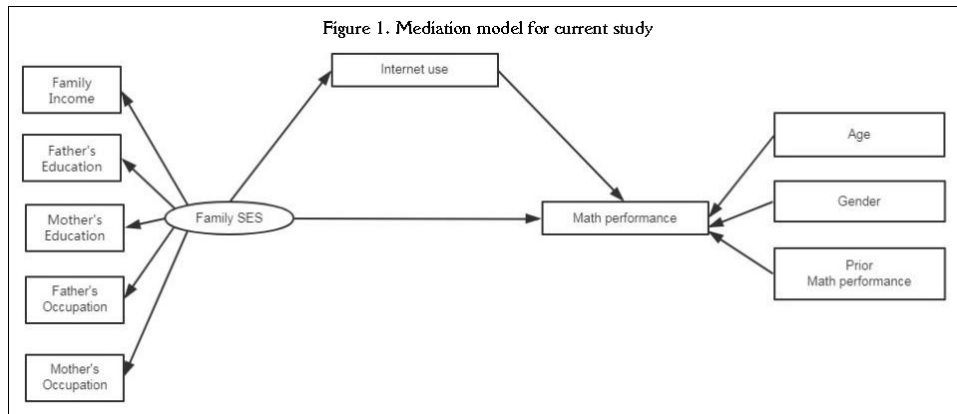 Figure 1. Mediation model for current study
Internet use
Family
Income
Father's
Education
Mother's
Education
Father's
Occupation
Mother's
Occupation
Family SES
Math performance
Age
Gender
Prior
Math performance